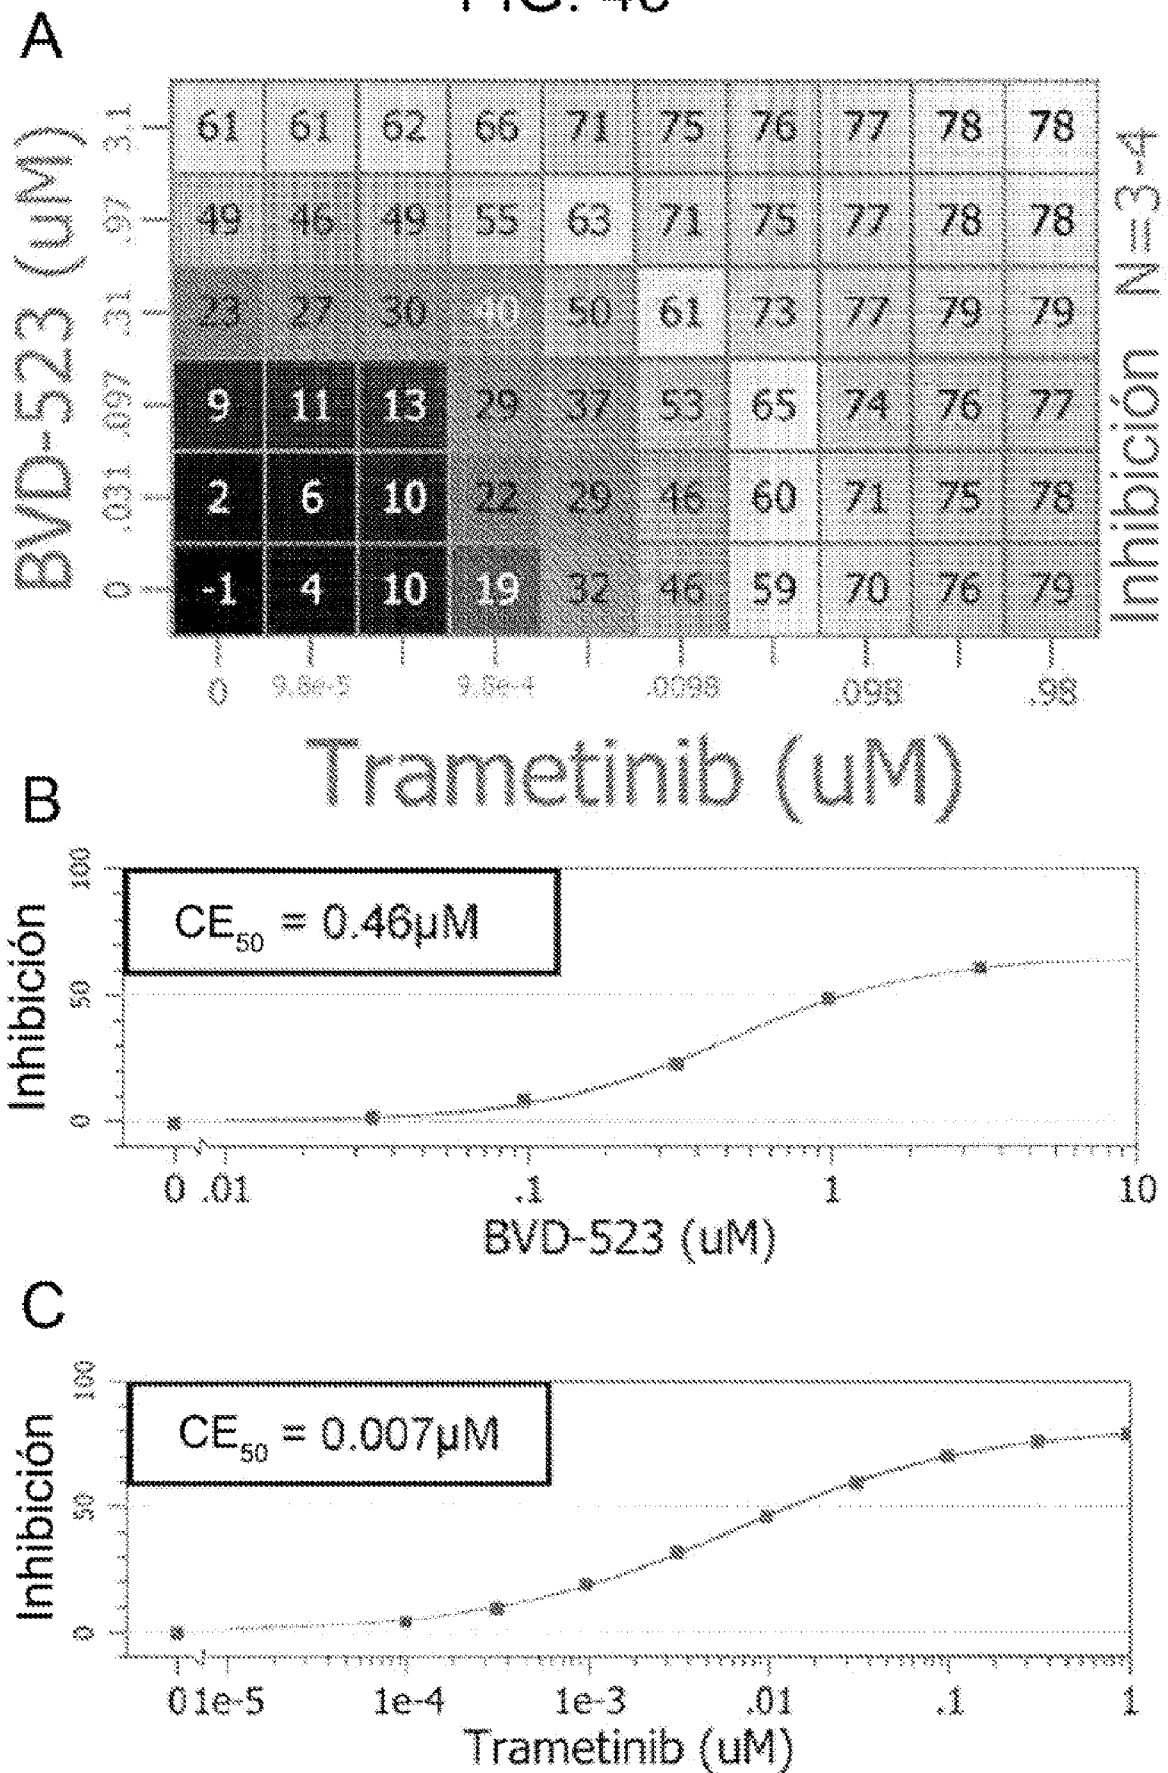 A
3.1 61 61 62 66 71 75 76 77 78 78
.97 49 46 49 55 63 71 75 77 78 78
.31 23 27 30 40 50 61 73 77 79 79
.097 9 11 13 29 37 53 65 74 76 77
.031 2 6 10 22 29 46 60 71 75 78
0 -1 4 10 19 32 46 59 70 76 79
BVD-523 (uM)
Inhibición N=3-4
0 9.8e-5 9.8e-4 .0098 .098 .98
Trametinib (uM)
B
CE50 = 0.46µM
100
50
0
Inhibición
0 .01 .1 1 10
BVD-523 (uM)
C
CE50 = 0.007µM
100
50
0
Inhibición
0 1e-5 1e-4 1e-3 .01 .1 1
Trametinib (uM)